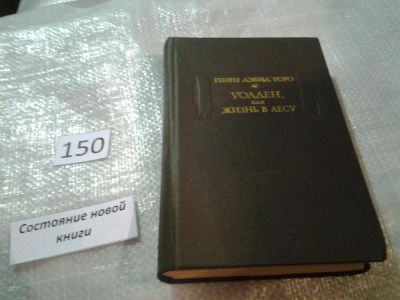 ГЕНРИ ДЭВИД ТОРО
УОЛДЕН,
ИЛИ
ЖИЗНЬ В ЛЕСУ
150
Состояние новой
книги